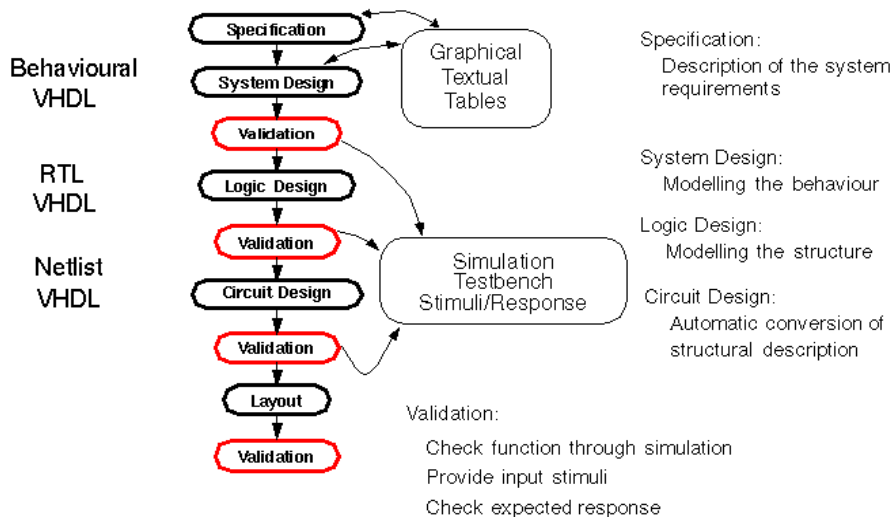 Specification
System Design
Validation
Logic Design
Validation
Circuit Design
Validation
Layout
Validation
Behavioural
VHDL
RTL
VHDL
Netlist
VHDL
Graphical
Textual
Tables
Simulation
Testbench
Stimuli/Response
Specification:
Description of the system
requirements
System Design:
Modelling the behaviour
Logic Design:
Modelling the structure
Circuit Design:
Automatic conversion of
structural description
Validation:
Check function through simulation
Provide input stimuli
Check expected response